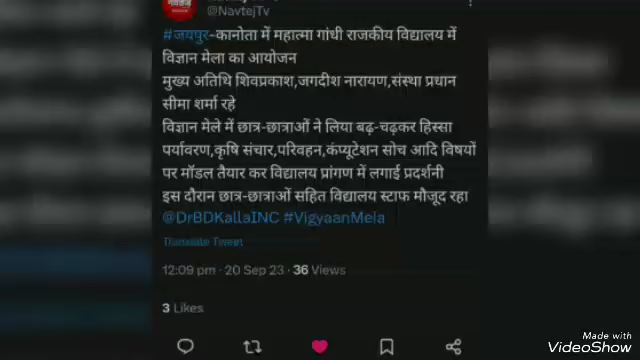 @NavtejTv
#जयपुर-कानोता में महात्मा गांधी राजकीय विद्यालय में
विज्ञान मेला का आयोजन
मुख्य अतिथि शिवप्रकाश,जगदीश नारायण,संस्था प्रधान
सीमा शर्मा रहे
विज्ञान मेले में छात्र-छात्राओं ने लिया बढ़-चढ़कर हिस्सा
पर्यावरण,कृषि संचार,परिवहन,कंप्यूटेशन सोच आदि विषयों
पर मॉडल तैयार कर विद्यालय प्रांगण में लगाई प्रदर्शनी
इस दौरान छात्र-छात्राओं सहित विद्यालय स्टाफ मौजूद रहा
@DrBDKallaINC #VigyaanMela
Translate Tweet
12:09 pm · 20 Sep 23 · 36 Views
3 Likes
Made with
VideoShow